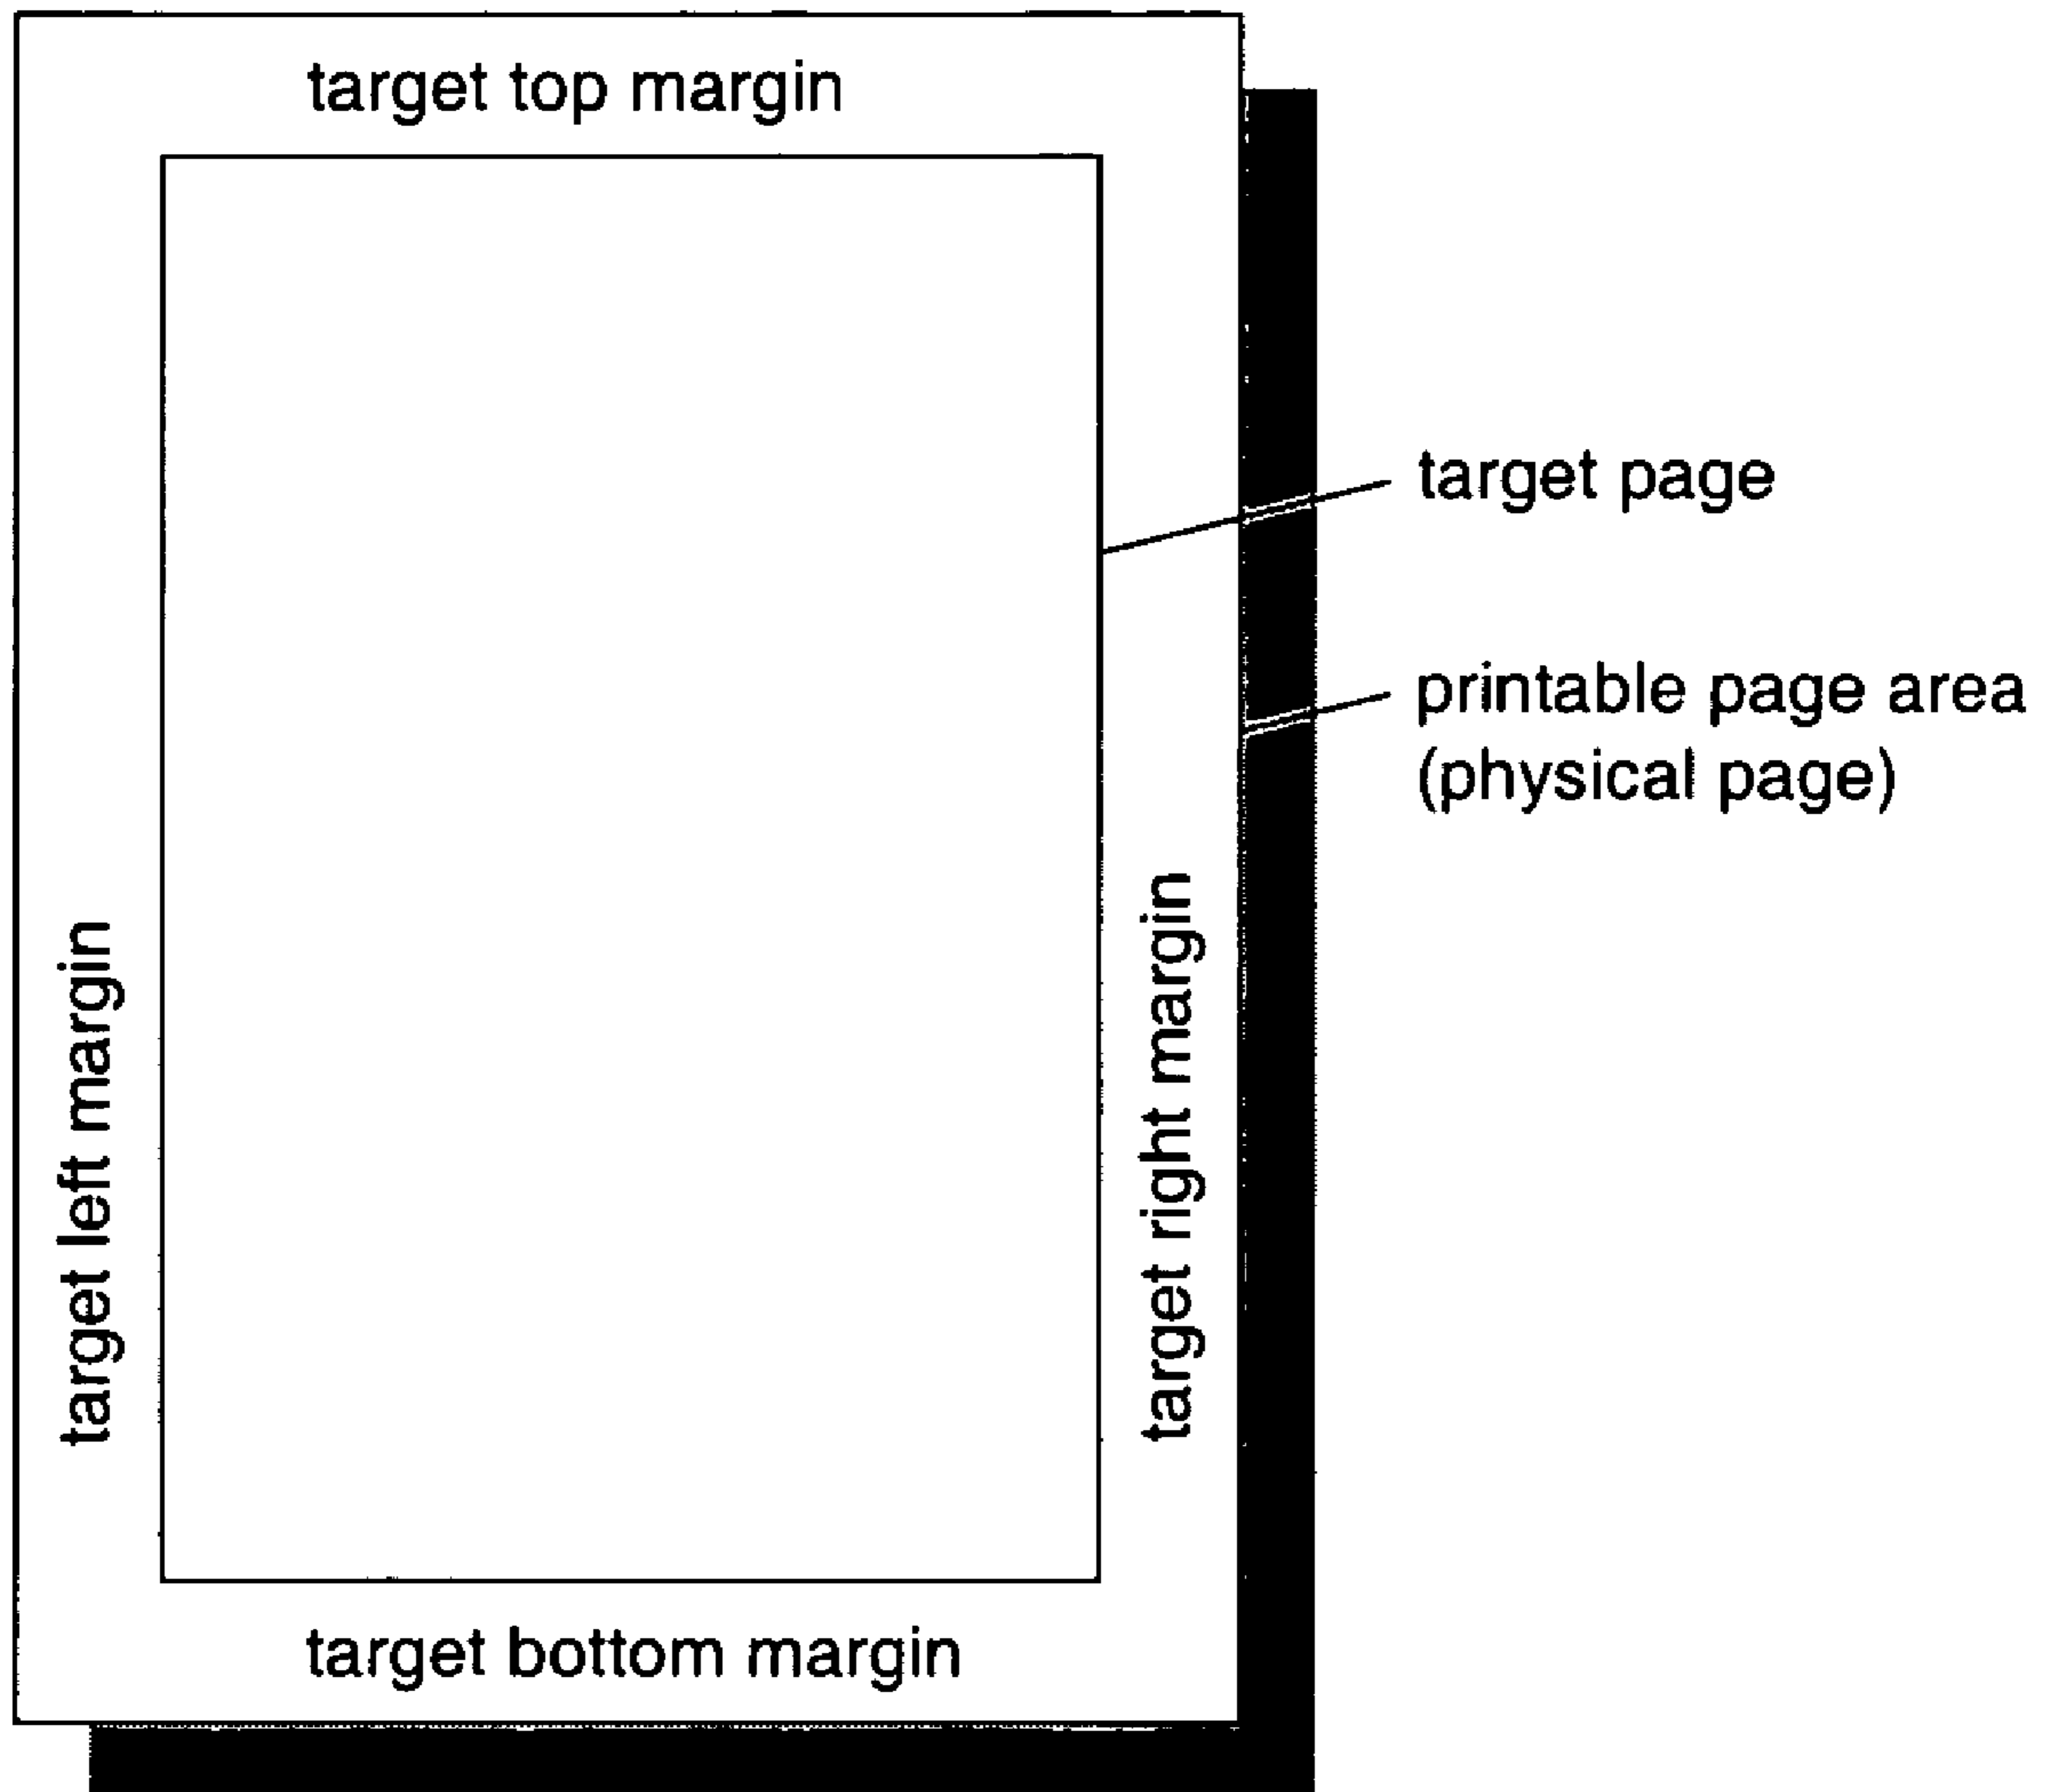 target top margin
target page
printable page area
(physical page)
target left margin
target right margin
target bottom margin